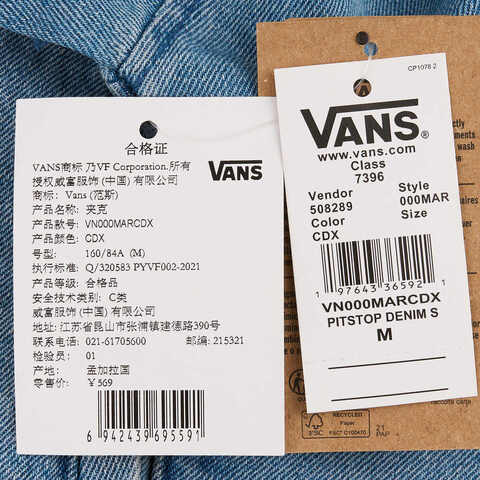 合格证
VANS商标 乃VF Corporation.所有
VANS
授权威富服饰(中国)有限公司
商标：Vans (范斯)
产品名称：夹克
产品款号：VN000MARCDX
产品颜色：CDX
号型：160/84A (M)
执行标准：Q/320583 PYVF002-2021
产品等级：合格品
安全技术类别：C类
威富服饰(中国)有限公司
地址:江苏省昆山市张浦镇建德路390号
联系电话：021-61705600 邮编：215321
检验员：01
产地：孟加拉国
零售价：￥569
6 942439 695591
CP1078 2
VANS®
www.vans.com
Class
7396
Vendor Style
508289 000MAR
Color Size
CDX
1 97643 36592 1
VN000MARCDX
PITSTOP DENIM S
M
FSC
RECYCLED
Paper
FSC® C100470
21
PAP